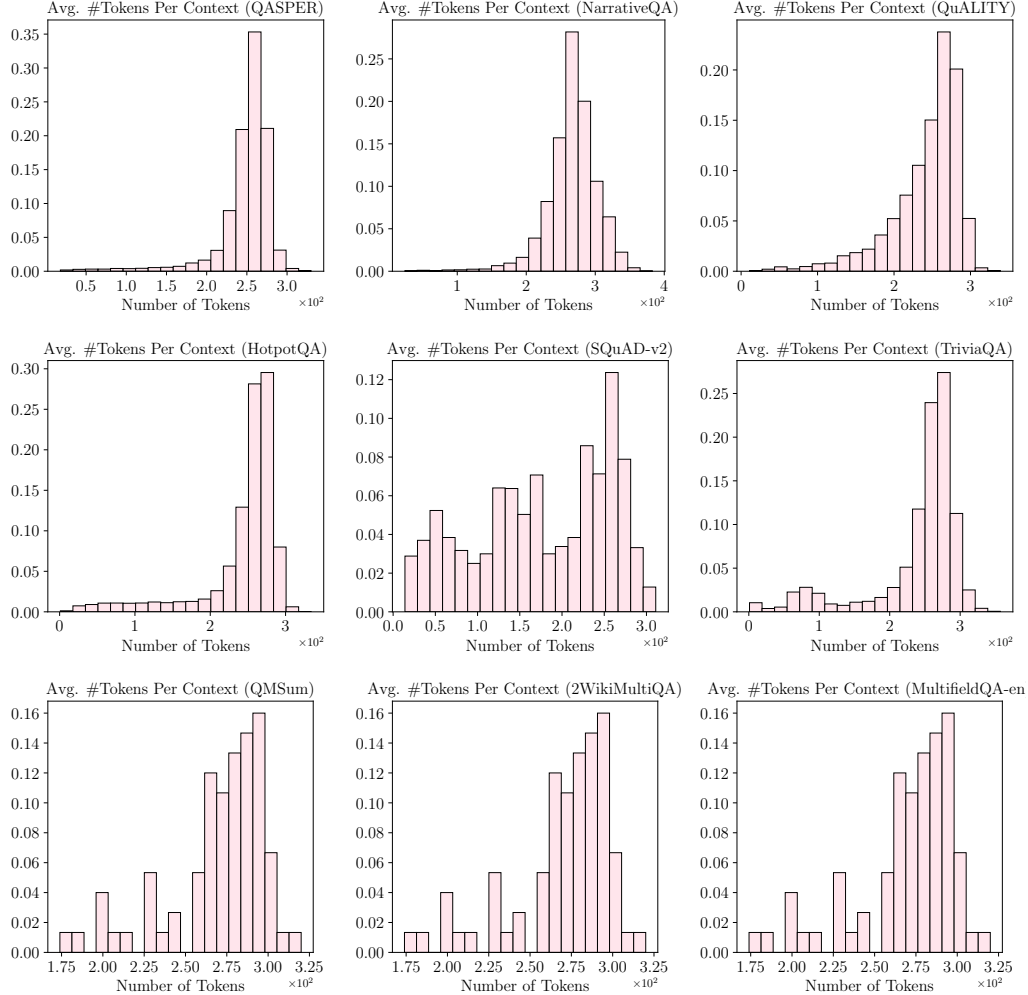 Avg. #Tokens Per Context (QASPER)
0.35
0.30
0.25
0.20
0.15
0.10
0.05
0.00
0.5 1.0 1.5 2.0 2.5 3.0
Number of Tokens
×10²
Avg. #Tokens Per Context (NarrativeQA)
0.25
0.20
0.15
0.10
0.05
0.00
1 2 3 4
Number of Tokens
×10²
Avg. #Tokens Per Context (QuALITY)
0.20
0.15
0.10
0.05
0.00
0 1 2 3
Number of Tokens
×10²
Avg. #Tokens Per Context (HotpotQA)
0.30
0.25
0.20
0.15
0.10
0.05
0.00
0 1 2 3
Number of Tokens
×10²
Avg. #Tokens Per Context (SQuAD-v2)
0.12
0.10
0.08
0.06
0.04
0.02
0.00
0.0 0.5 1.0 1.5 2.0 2.5 3.0
Number of Tokens
×10²
Avg. #Tokens Per Context (TriviaQA)
0.25
0.20
0.15
0.10
0.05
0.00
0 1 2 3
Number of Tokens
×10²
Avg. #Tokens Per Context (QMSum)
0.16
0.14
0.12
0.10
0.08
0.06
0.04
0.02
0.00
1.75 2.00 2.25 2.50 2.75 3.00 3.25
Number of Tokens
×10²
Avg. #Tokens Per Context (2WikiMultiQA)
0.16
0.14
0.12
0.10
0.08
0.06
0.04
0.02
0.00
1.75 2.00 2.25 2.50 2.75 3.00 3.25
Number of Tokens
×10²
Avg. #Tokens Per Context (MultifieldQA-en
0.16
0.14
0.12
0.10
0.08
0.06
0.04
0.02
0.00
1.75 2.00 2.25 2.50 2.75 3.00 3.25
Number of Tokens
×10²